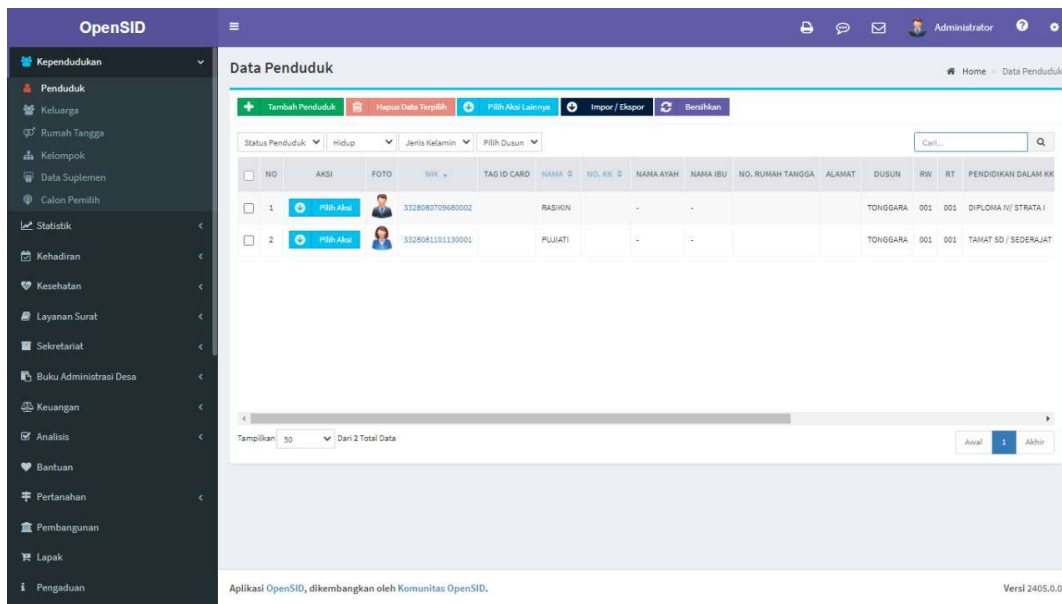 OpenSID
Administrator
Kependudukan
Penduduk
Keluarga
Rumah Tangga
Kelompok
Data Suplemen
Calon Pemilih
Statistik
Kehadiran
Kesehatan
Layanan Surat
Sekretariat
Buku Administrasi Desa
Keuangan
Analisis
Bantuan
Pertanahan
Pembangunan
Lapak
Pengaduan
Data Penduduk
Home > Data Penduduk
Tambah Penduduk Hapus Data Terpilih Pilih Aksi Lainnya Impor / Ekspor Bersihkan
Status Penduduk Hidup Jenis Kelamin Pilih Dusun Cari...
NO AKSI FOTO NIK TAG ID CARD NAMA NO. KK NAMA AYAH NAMA IBU NO. RUMAH TANGGA ALAMAT DUSUN RW RT PENDIDIKAN DALAM KK
1 Pilih Aksi 3328080709680002 RASIKIN - - TONGGARA 001 001 DIPLOMA IV/ STRATA I
2 Pilih Aksi 3328081101130001 PUJIATI - - TONGGARA 001 001 TAMAT SD / SEDERAJAT
Tampilkan 50 Dari 2 Total Data
Awal 1 Akhir
Aplikasi OpenSID, dikembangkan oleh Komunitas OpenSID. Versi 2405.0.0